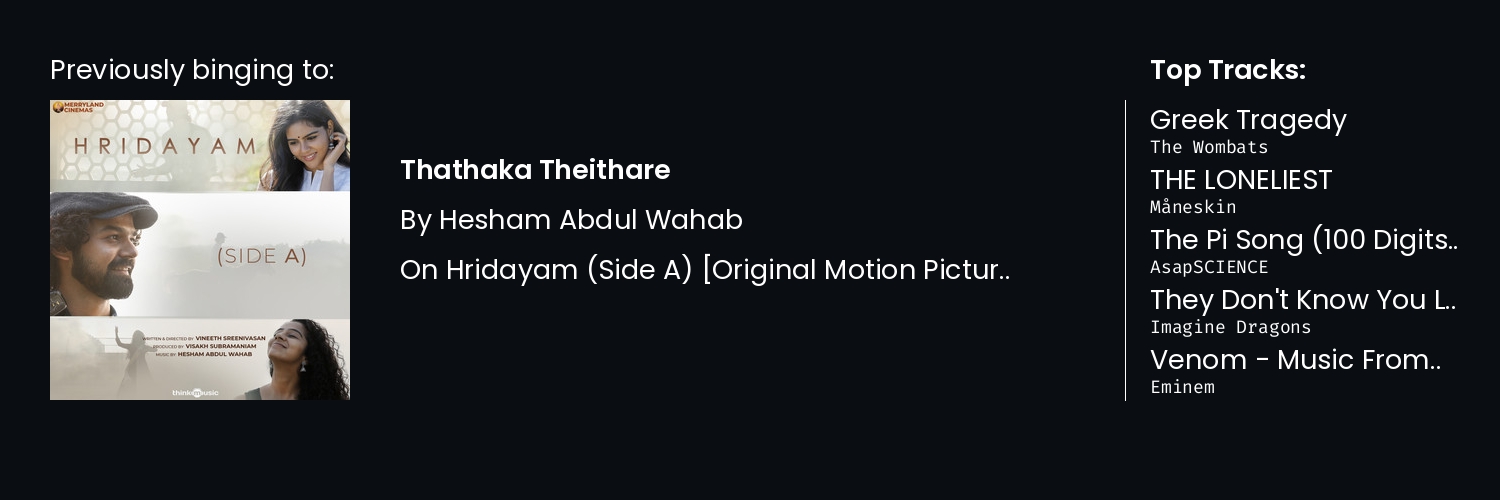 Previously binging to:
MERRYLAND
CINEMAS
HRIDAYAM
(SIDE A)
WRITTEN & DIRECTED BY VINEETH SREENIVASAN
PRODUCED BY VISAKH SUBRAMANIAM
MUSIC BY HESHAM ABDUL WAHAB
thinkmusic
Thathaka Theithare
By Hesham Abdul Wahab
On Hridayam (Side A) [Original Motion Pictur..
Top Tracks:
Greek Tragedy
The Wombats
THE LONELIEST
Måneskin
The Pi Song (100 Digits..
AsapSCIENCE
They Don't Know You L..
Imagine Dragons
Venom - Music From..
Eminem